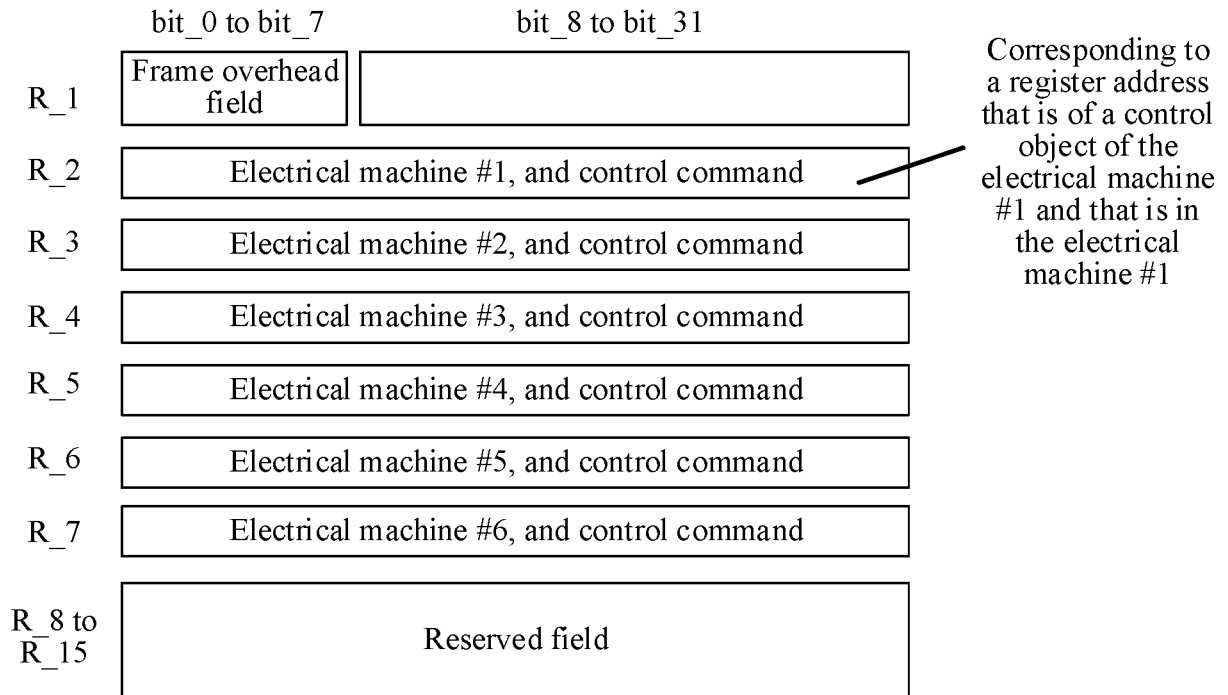 bit_0 to bit_7
bit_8 to bit_31
R_1
Frame overhead
field
R_2
Electrical machine #1, and control command
Corresponding to
a register address
that is of a control
object of the
electrical machine
#1 and that is in
the electrical
machine #1
R_3
Electrical machine #2, and control command
R_4
Electrical machine #3, and control command
R_5
Electrical machine #4, and control command
R_6
Electrical machine #5, and control command
R_7
Electrical machine #6, and control command
R_8 to
R_15
Reserved field